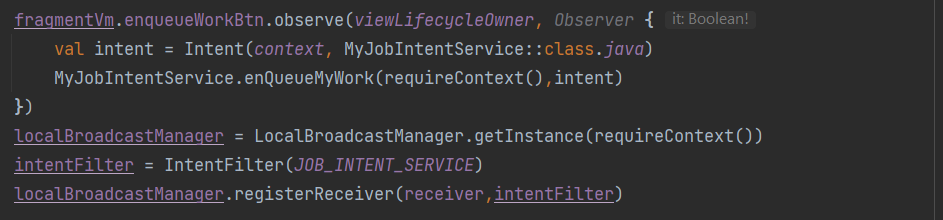 fragmentVm.enqueueWorkBtn.observe(viewLifecycleOwner, Observer { it: Boolean!
    val intent = Intent(context, MyJobIntentService::class.java)
    MyJobIntentService.enQueueMyWork(requireContext(),intent)
})
localBroadcastManager = LocalBroadcastManager.getInstance(requireContext())
intentFilter = IntentFilter(JOB_INTENT_SERVICE)
localBroadcastManager.registerReceiver(receiver,intentFilter)